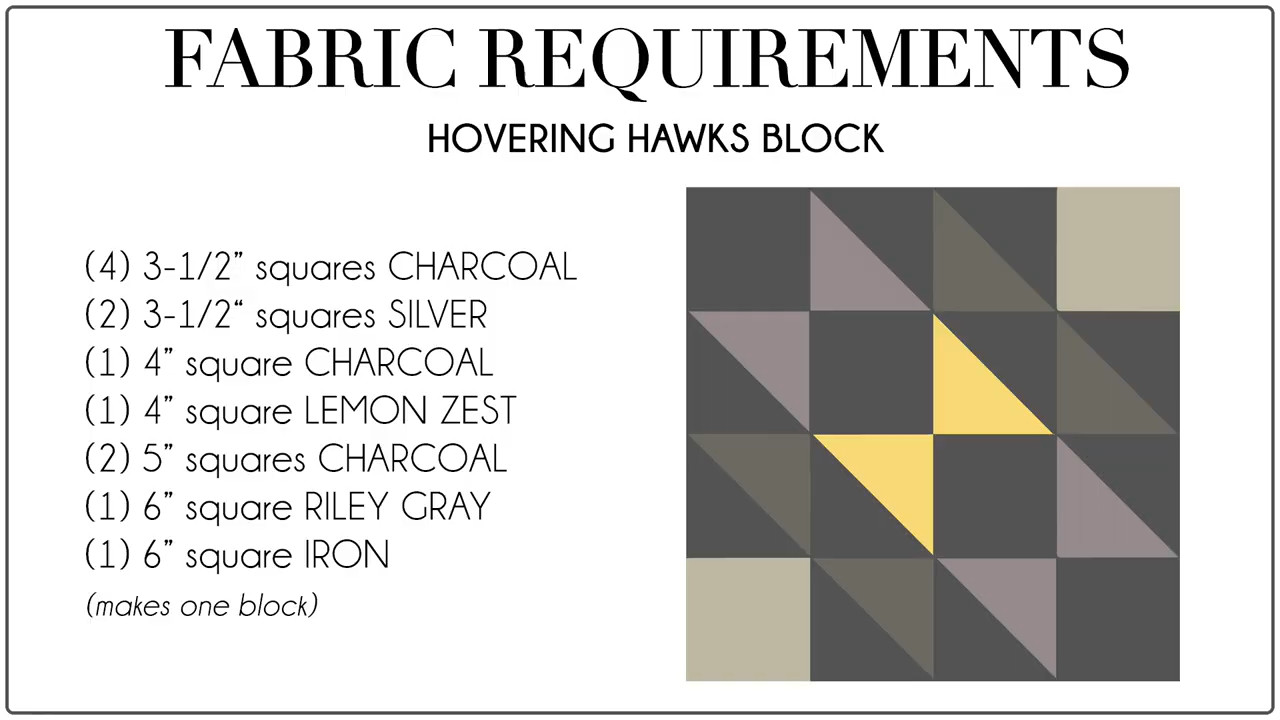 FABRIC REQUIREMENTS
HOVERING HAWKS BLOCK
(4) 3-1/2” squares CHARCOAL
(2) 3-1/2“ squares SILVER
(1) 4” square CHARCOAL
(1) 4” square LEMON ZEST
(2) 5” squares CHARCOAL
(1) 6” square RILEY GRAY
(1) 6” square IRON
(makes one block)